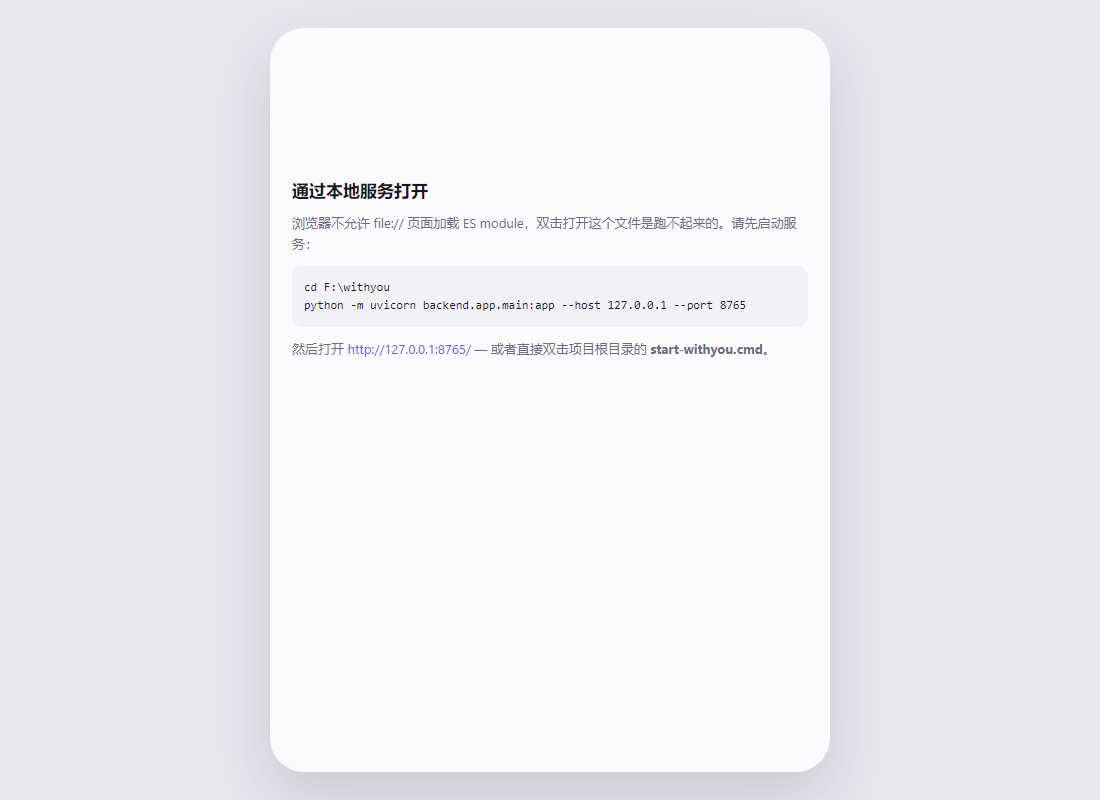 通过本地服务打开
浏览器不允许 file:// 页面加载 ES module，双击打开这个文件是跑不起来的。请先启动服
务：
cd F:\withyou
python -m uvicorn backend.app.main:app --host 127.0.0.1 --port 8765
然后打开 http://127.0.0.1:8765/ — 或者直接双击项目根目录的 start-withyou.cmd。